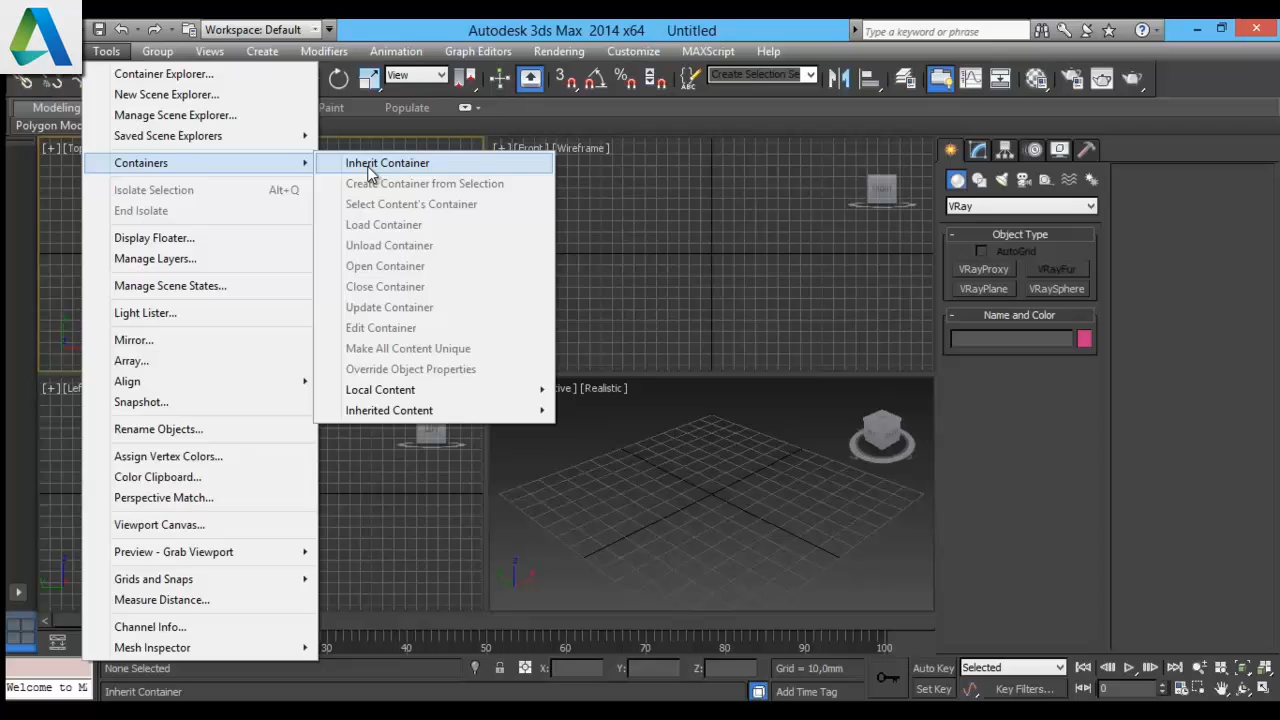 Workspace: Default
Autodesk 3ds Max 2014 x64 Untitled
Type a keyword or phrase
Tools Group Views Create Modifiers Animation Graph Editors Rendering Customize MAXScript Help
View
3
ABC
Create Selection Se
Modeling
Paint
Populate
Polygon Mod
Container Explorer...
New Scene Explorer...
Manage Scene Explorer...
Saved Scene Explorers
Containers
Isolate Selection Alt+Q
End Isolate
Display Floater...
Manage Layers...
Manage Scene States...
Light Lister...
Mirror...
Array...
Align
Snapshot...
Rename Objects...
Assign Vertex Colors...
Color Clipboard...
Perspective Match...
Viewport Canvas...
Preview - Grab Viewport
Grids and Snaps
Measure Distance...
Channel Info...
Mesh Inspector
Inherit Container
Create Container from Selection
Select Content's Container
Load Container
Unload Container
Open Container
Close Container
Update Container
Edit Container
Make All Content Unique
Override Object Properties
Local Content
Inherited Content
[+] [Top
[+] [Front] [Wireframe]
FRONT
[+] [Left
LEFT
[Realistic]
VRay
- Object Type
AutoGrid
VRayProxy VRayFur
VRayPlane VRaySphere
- Name and Color
30 40 50 60 70 80 90 100
None Selected
X: Y: Z: Grid = 10,0mm
Auto Key Selected
Welcome to M
Inherit Container
Add Time Tag
Set Key Key Filters... 0